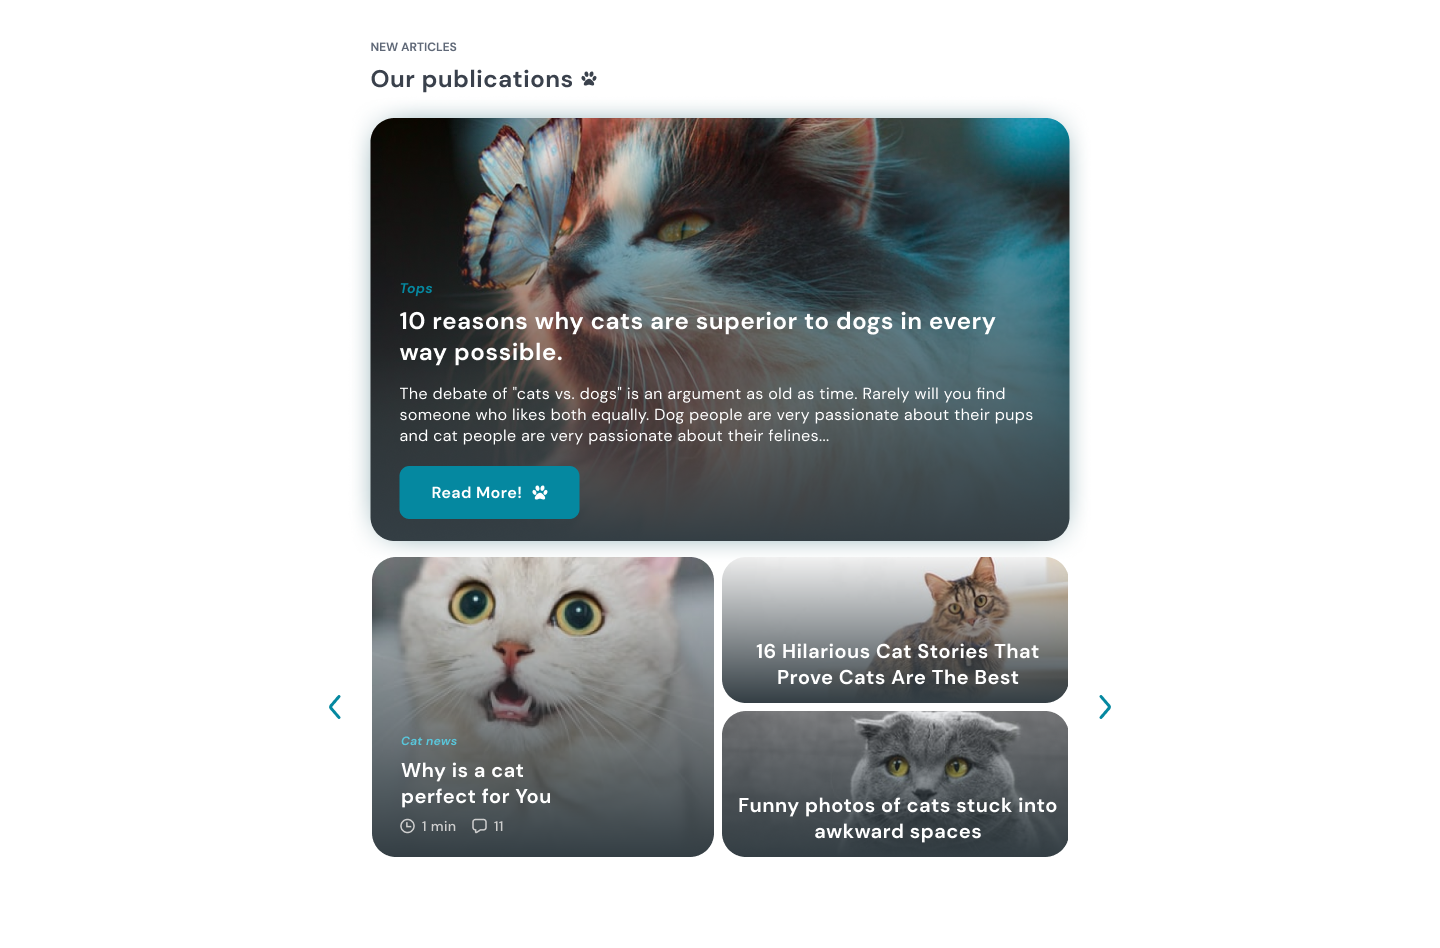 NEW ARTICLES
Our publications
Tops
10 reasons why cats are superior to dogs in every
way possible.
The debate of "cats vs. dogs" is an argument as old as time. Rarely will you find
someone who likes both equally. Dog people are very passionate about their pups
and cat people are very passionate about their felines...
Read More!
Cat news
Why is a cat
perfect for You
1 min 11
16 Hilarious Cat Stories That
Prove Cats Are The Best
Funny photos of cats stuck into
awkward spaces